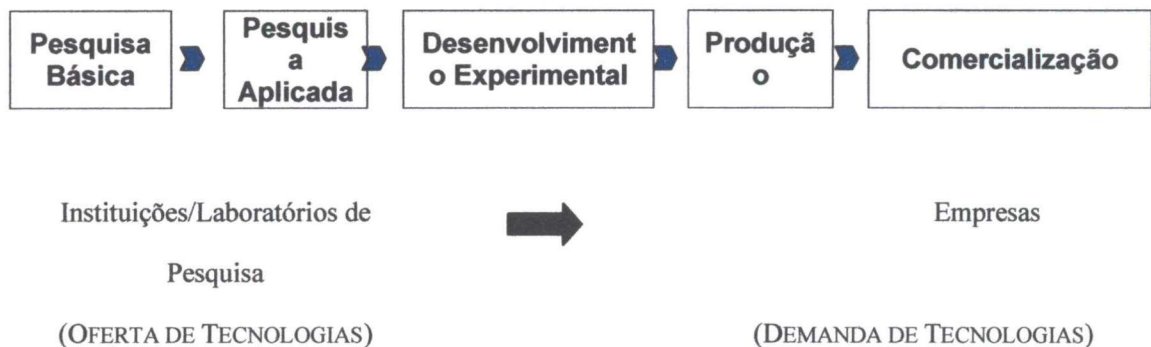 Pesquisa
Básica
Pesquis
a
Aplicada
Desenvolviment
o Experimental
Produçã
o
Comercialização
Instituições/Laboratórios de
Pesquisa
(OFERTA DE TECNOLOGIAS)
Empresas
(DEMANDA DE TECNOLOGIAS)